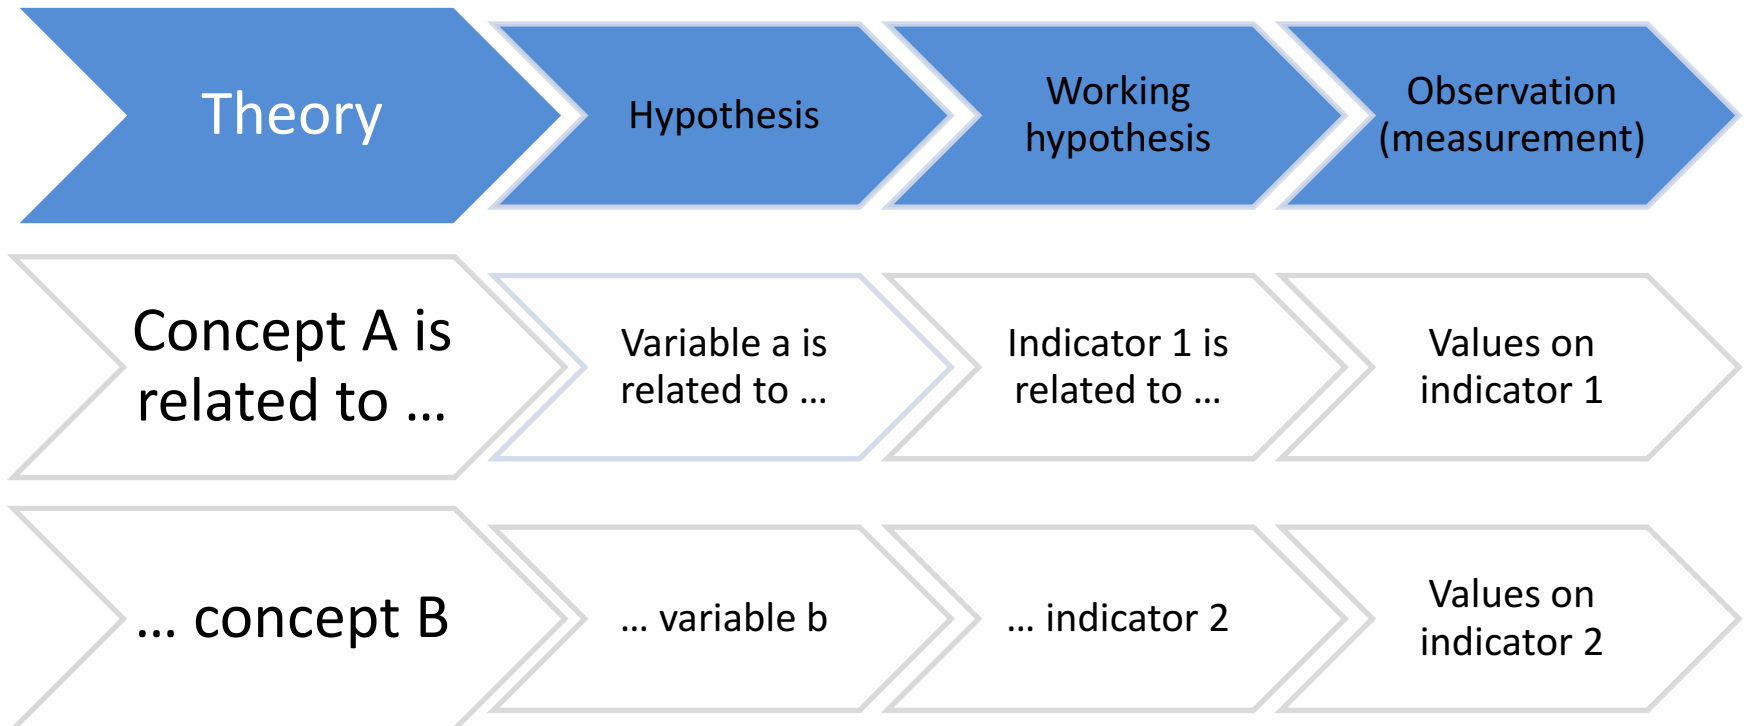 Theory
Hypothesis
Working
hypothesis
Observation
(measurement)
Concept A is
related to …
Variable a is
related to …
Indicator 1 is
related to …
Values on
indicator 1
… concept B
… variable b
… indicator 2
Values on
indicator 2